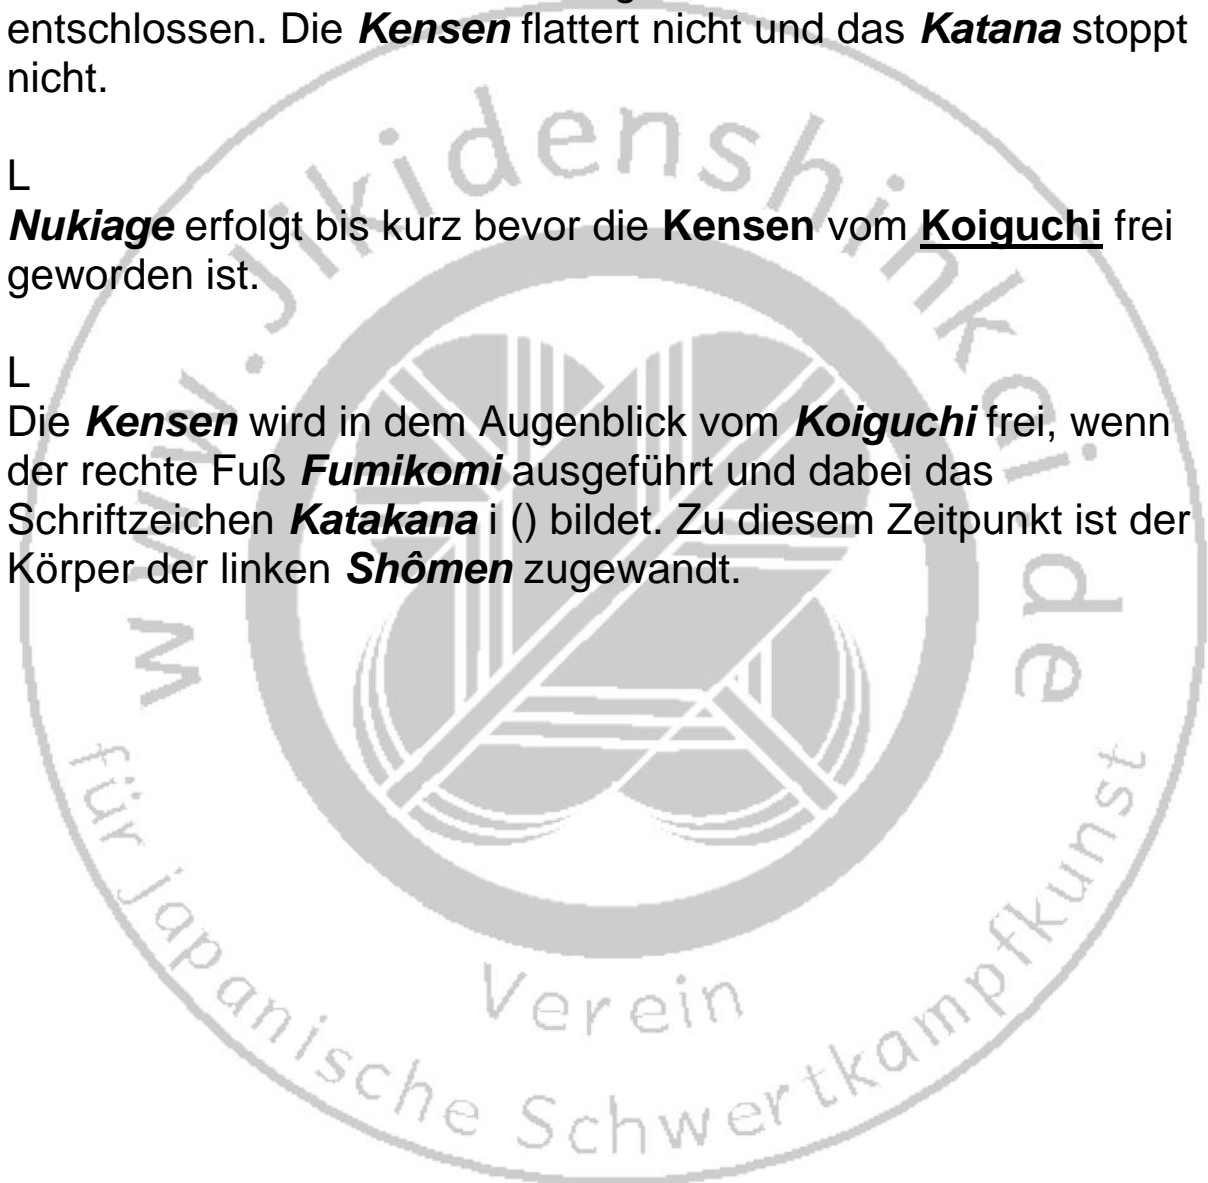 entschlossen. Die Kensen flattert nicht und das Katana stoppt
nicht.
L
Nukiage erfolgt bis kurz bevor die Kensen vom Koiguchi frei
geworden ist.
L
Die Kensen wird in dem Augenblick vom Koiguchi frei, wenn
der rechte Fuß Fumikomi ausgeführt und dabei das
Schriftzeichen Katakana i () bildet. Zu diesem Zeitpunkt ist der
Körper der linken Shômen zugewandt.
www.Jikidenshinkai.de
Verein
für japanische Schwertkampfkunst